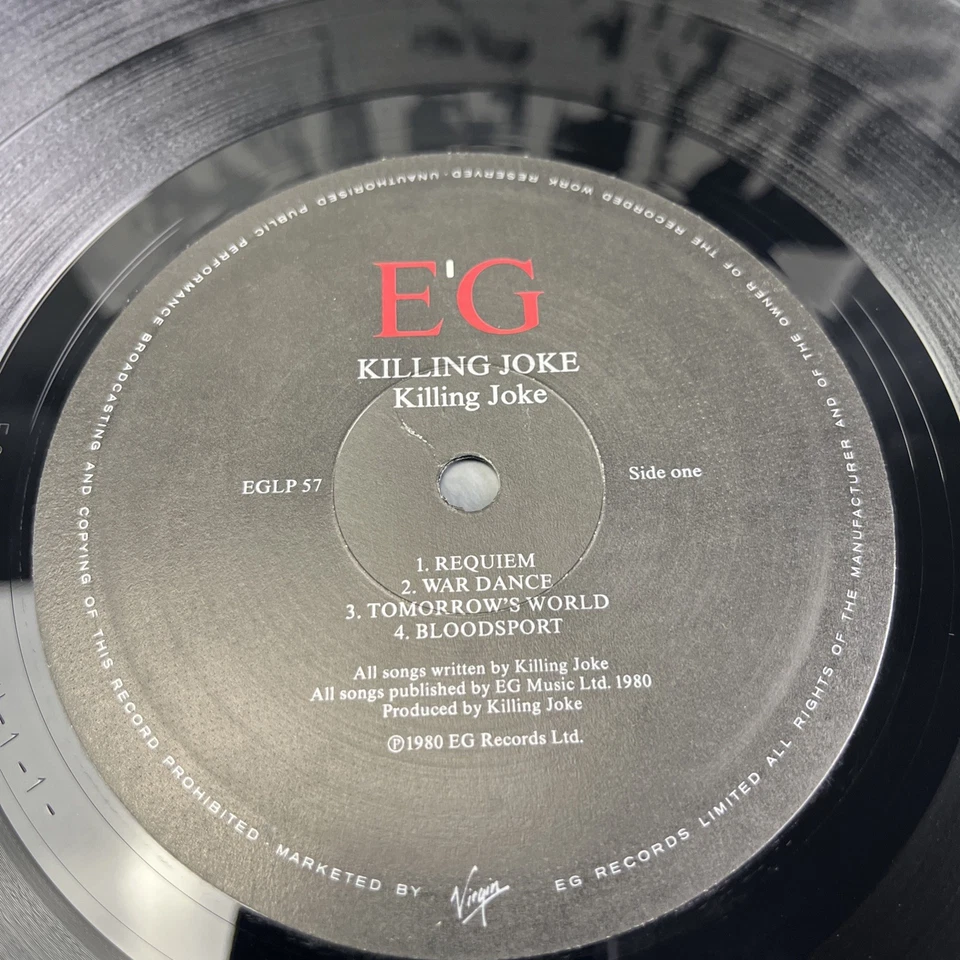 E'G
KILLING JOKE
Killing Joke
EGLP 57
Side one
1. REQUIEM
2. WAR DANCE
3. TOMORROW'S WORLD
4. BLOODSPORT
All songs written by Killing Joke
All songs published by EG Music Ltd. 1980
Produced by Killing Joke
Ⓟ1980 EG Records Ltd.
EG RECORDS LIMITED ALL RIGHTS OF THE MANUFACTURER AND OF THE OWNER OF THE RECORDED WORK RESERVED · UNAUTHORISED PUBLIC PERFORMANCE BROADCASTING AND COPYING OF THIS RECORD PROHIBITED · MARKETED BY Virgin